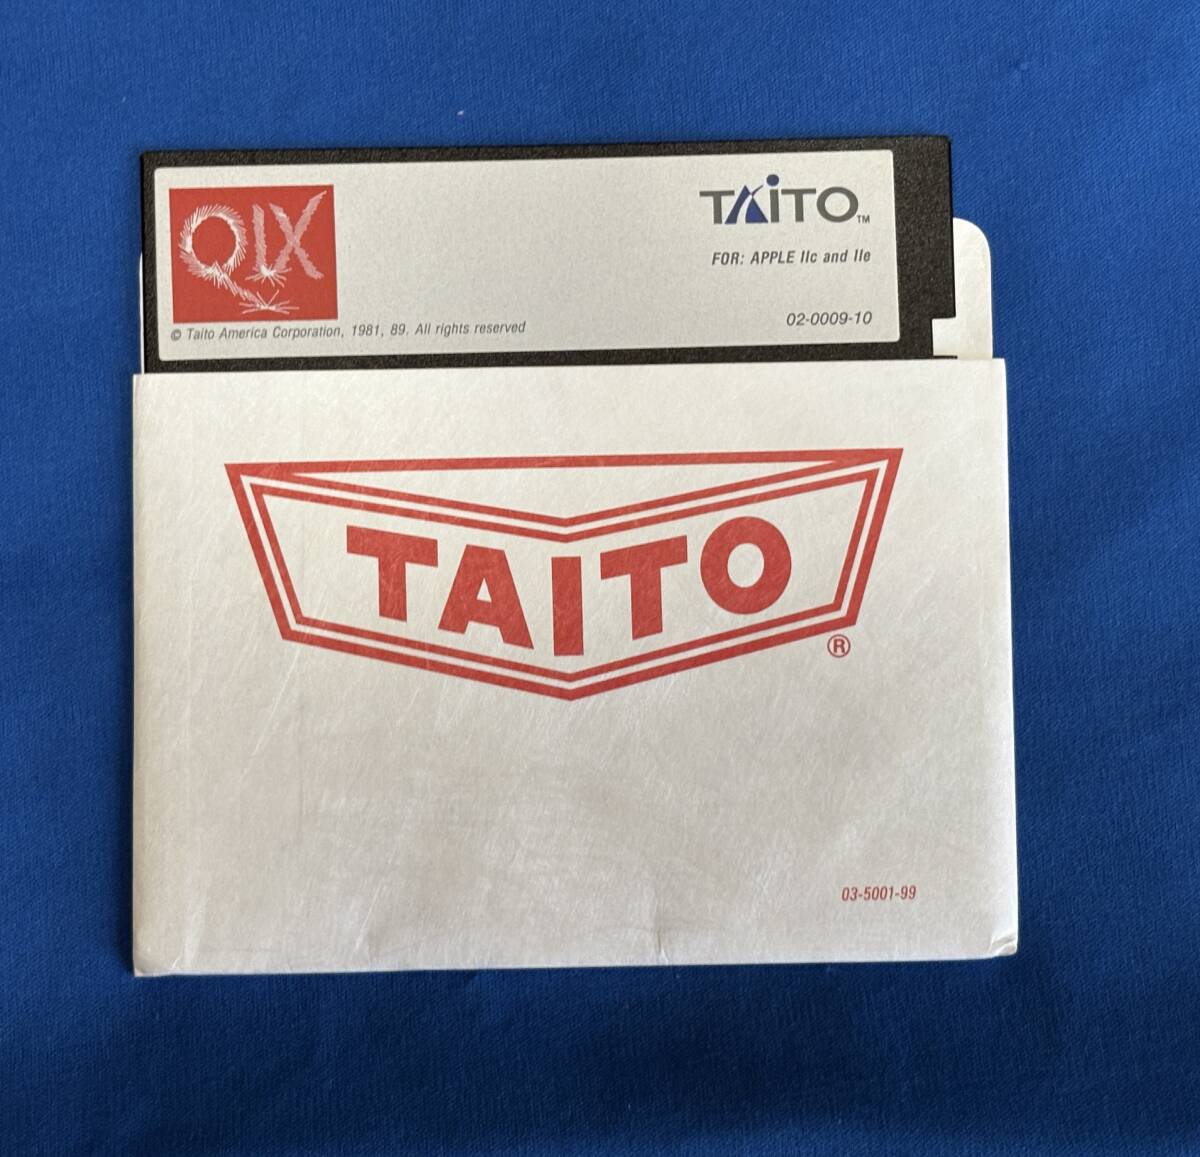 QIX
TAiTO™
FOR: APPLE IIc and IIe
02-0009-10
© Taito America Corporation, 1981, 89. All rights reserved
TAITO
®
03-5001-99